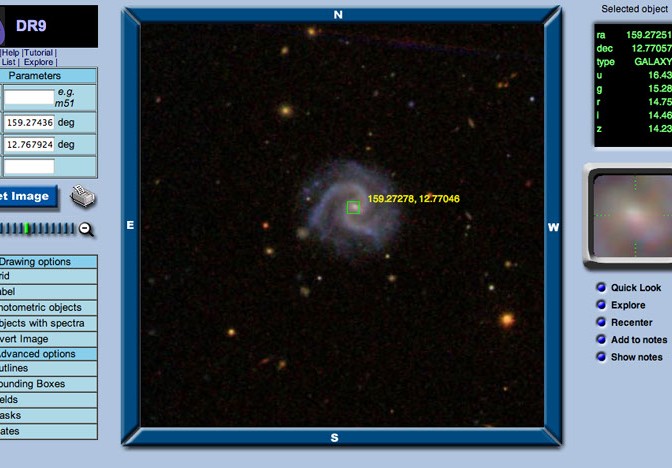 DR9
|Help |Tutorial |
List | Explore |
Parameters
e.g.
m51
159.27436 deg
12.767924 deg
et Image
Drawing options
rid
abel
hotometric objects
bjects with spectra
vert Image
dvanced options
utlines
ounding Boxes
elds
asks
ates
N
E
W
S
159.27278, 12.77046
Selected object
ra 159.27251
dec 12.77057
type GALAXY
u 16.43
g 15.28
r 14.75
i 14.46
z 14.23
Quick Look
Explore
Recenter
Add to notes
Show notes